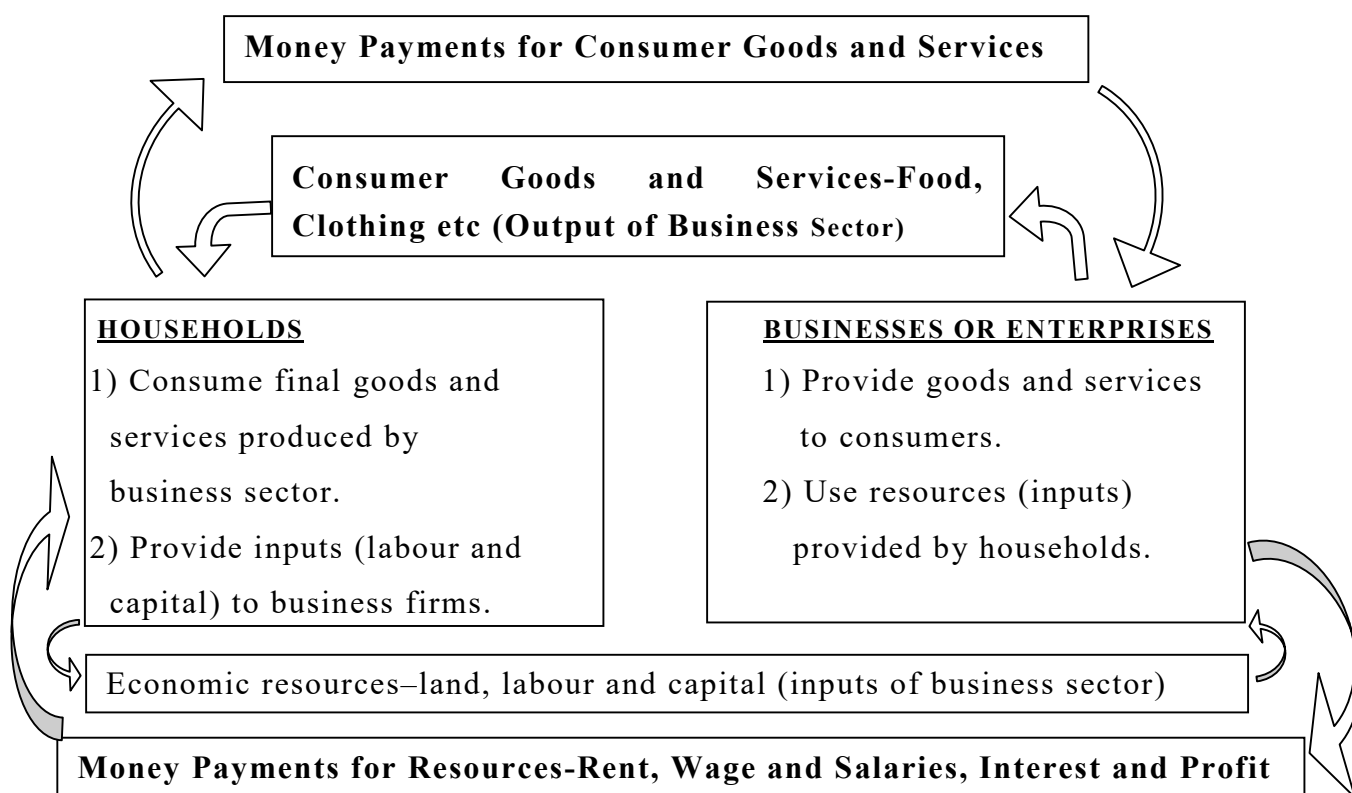 Money Payments for Consumer Goods and Services
Consumer Goods and Services-Food,
Clothing etc (Output of Business Sector)
HOUSEHOLDS
1) Consume final goods and
services produced by
business sector.
2) Provide inputs (labour and
capital) to business firms.
BUSINESSES OR ENTERPRISES
1) Provide goods and services
to consumers.
2) Use resources (inputs)
provided by households.
Economic resources–land, labour and capital (inputs of business sector)
Money Payments for Resources-Rent, Wage and Salaries, Interest and Profit